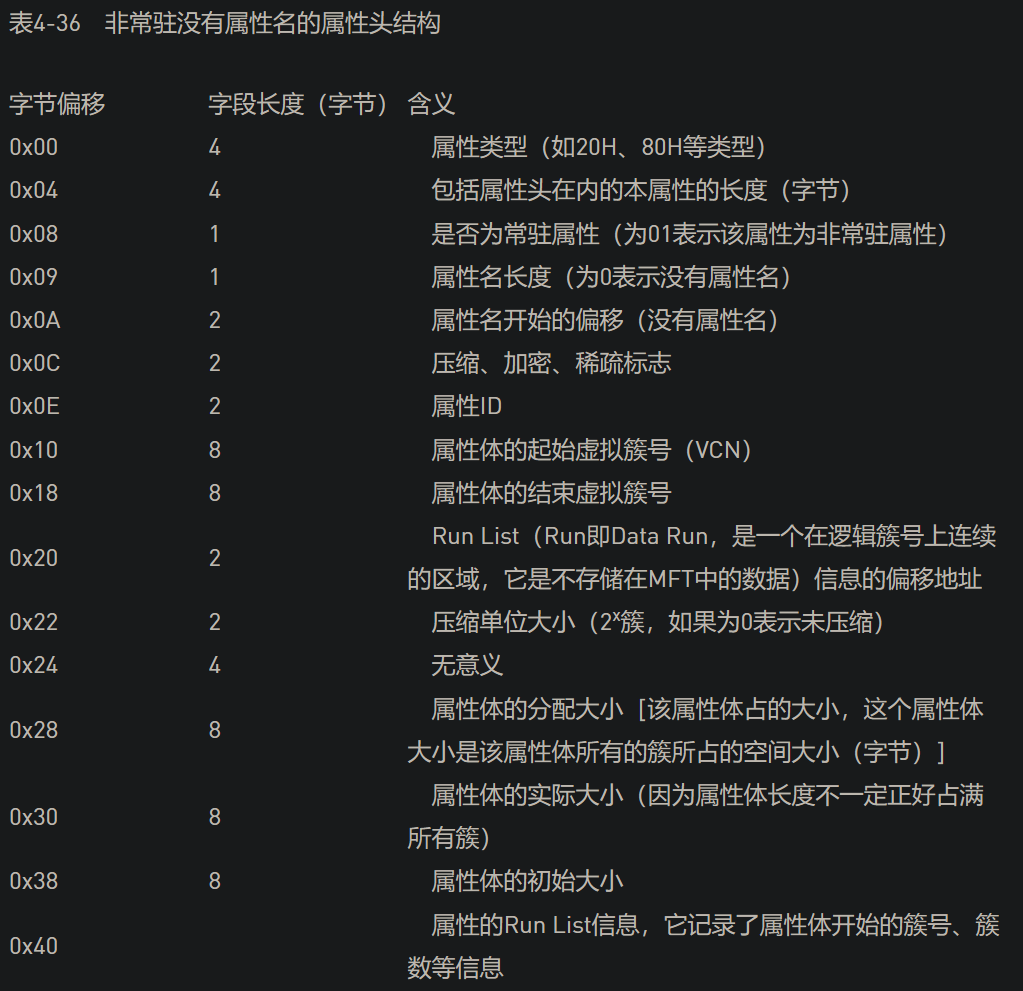 表4-36 非常驻没有属性名的属性头结构
字节偏移 字段长度（字节） 含义
0x00 4 属性类型（如20H、80H等类型）
0x04 4 包括属性头在内的本属性的长度（字节）
0x08 1 是否为常驻属性（为01表示该属性为非常驻属性）
0x09 1 属性名长度（为0表示没有属性名）
0x0A 2 属性名开始的偏移（没有属性名）
0x0C 2 压缩、加密、稀疏标志
0x0E 2 属性ID
0x10 8 属性体的起始虚拟簇号（VCN）
0x18 8 属性体的结束虚拟簇号
0x20 2 Run List（Run即Data Run，是一个在逻辑簇号上连续
的区域，它是不存储在MFT中的数据）信息的偏移地址
0x22 2 压缩单位大小（2ˣ簇，如果为0表示未压缩）
0x24 4 无意义
0x28 8 属性体的分配大小［该属性体占的大小，这个属性体
大小是该属性体所有的簇所占的空间大小（字节）］
0x30 8 属性体的实际大小（因为属性体长度不一定正好占满
所有簇）
0x38 8 属性体的初始大小
0x40 属性的Run List信息，它记录了属性体开始的簇号、簇
数等信息